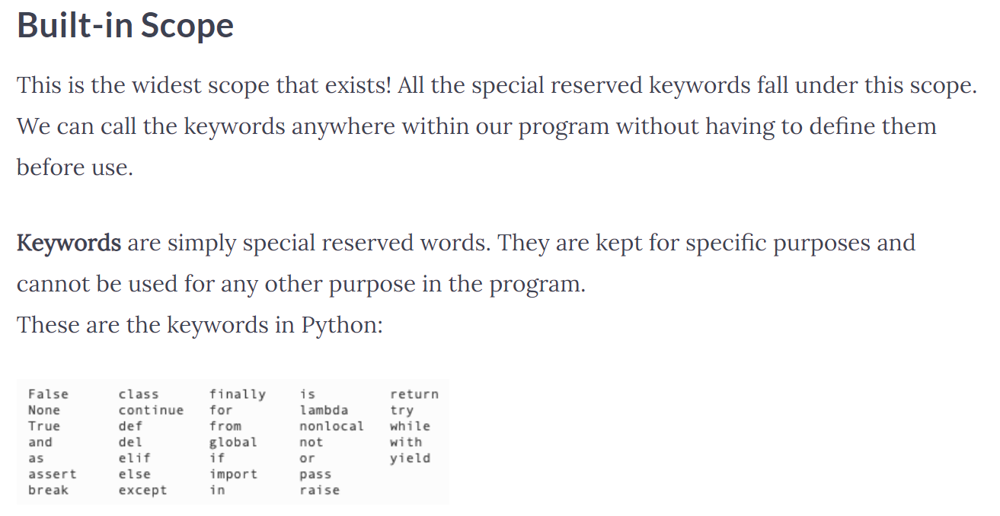 Built-in Scope
This is the widest scope that exists! All the special reserved keywords fall under this scope.
We can call the keywords anywhere within our program without having to define them
before use.
Keywords are simply special reserved words. They are kept for specific purposes and
cannot be used for any other purpose in the program.
These are the keywords in Python:
False class finally is return
None continue for lambda try
True def from nonlocal while
and del global not with
as elif if or yield
assert else import pass
break except in raise